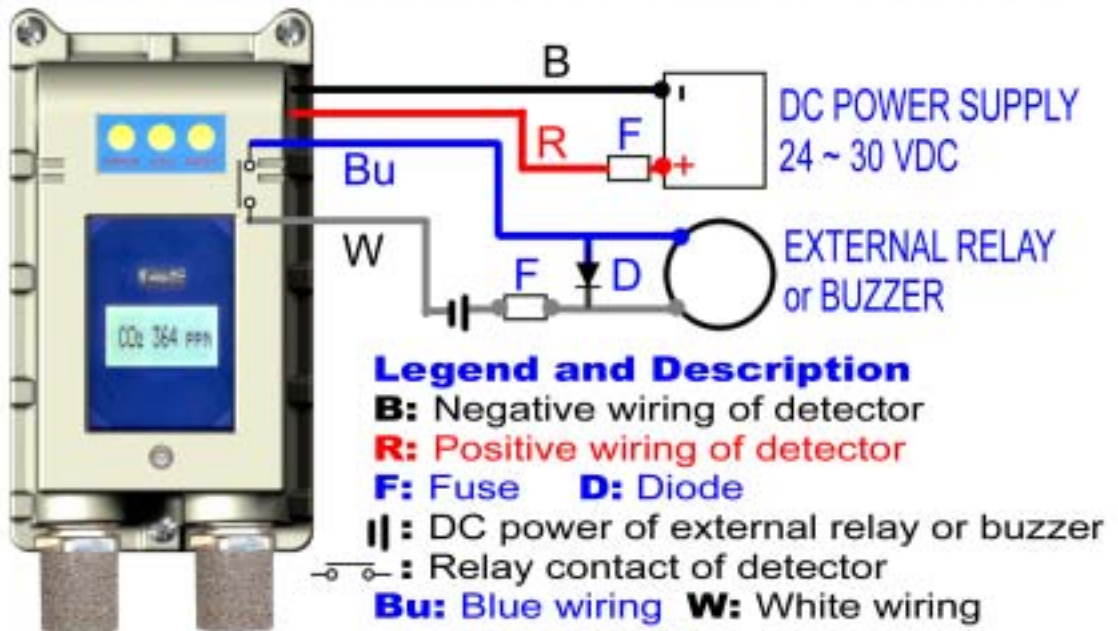 B
DC POWER SUPPLY
24 ~ 30 VDC
R
F
+
Bu
W
F
D
EXTERNAL RELAY
or BUZZER
CO2 364 PPM
Legend and Description
B: Negative wiring of detector
R: Positive wiring of detector
F: Fuse D: Diode
: DC power of external relay or buzzer
: Relay contact of detector
Bu: Blue wiring W: White wiring